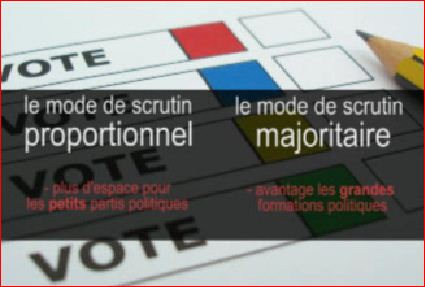 VOTE
le mode de scrutin
proportionnel
- plus d'espace pour
les petits partis politiques
le mode de scrutin
majoritaire
- avantage les grandes
formations politiques
VOTE
VOTE
VOTE